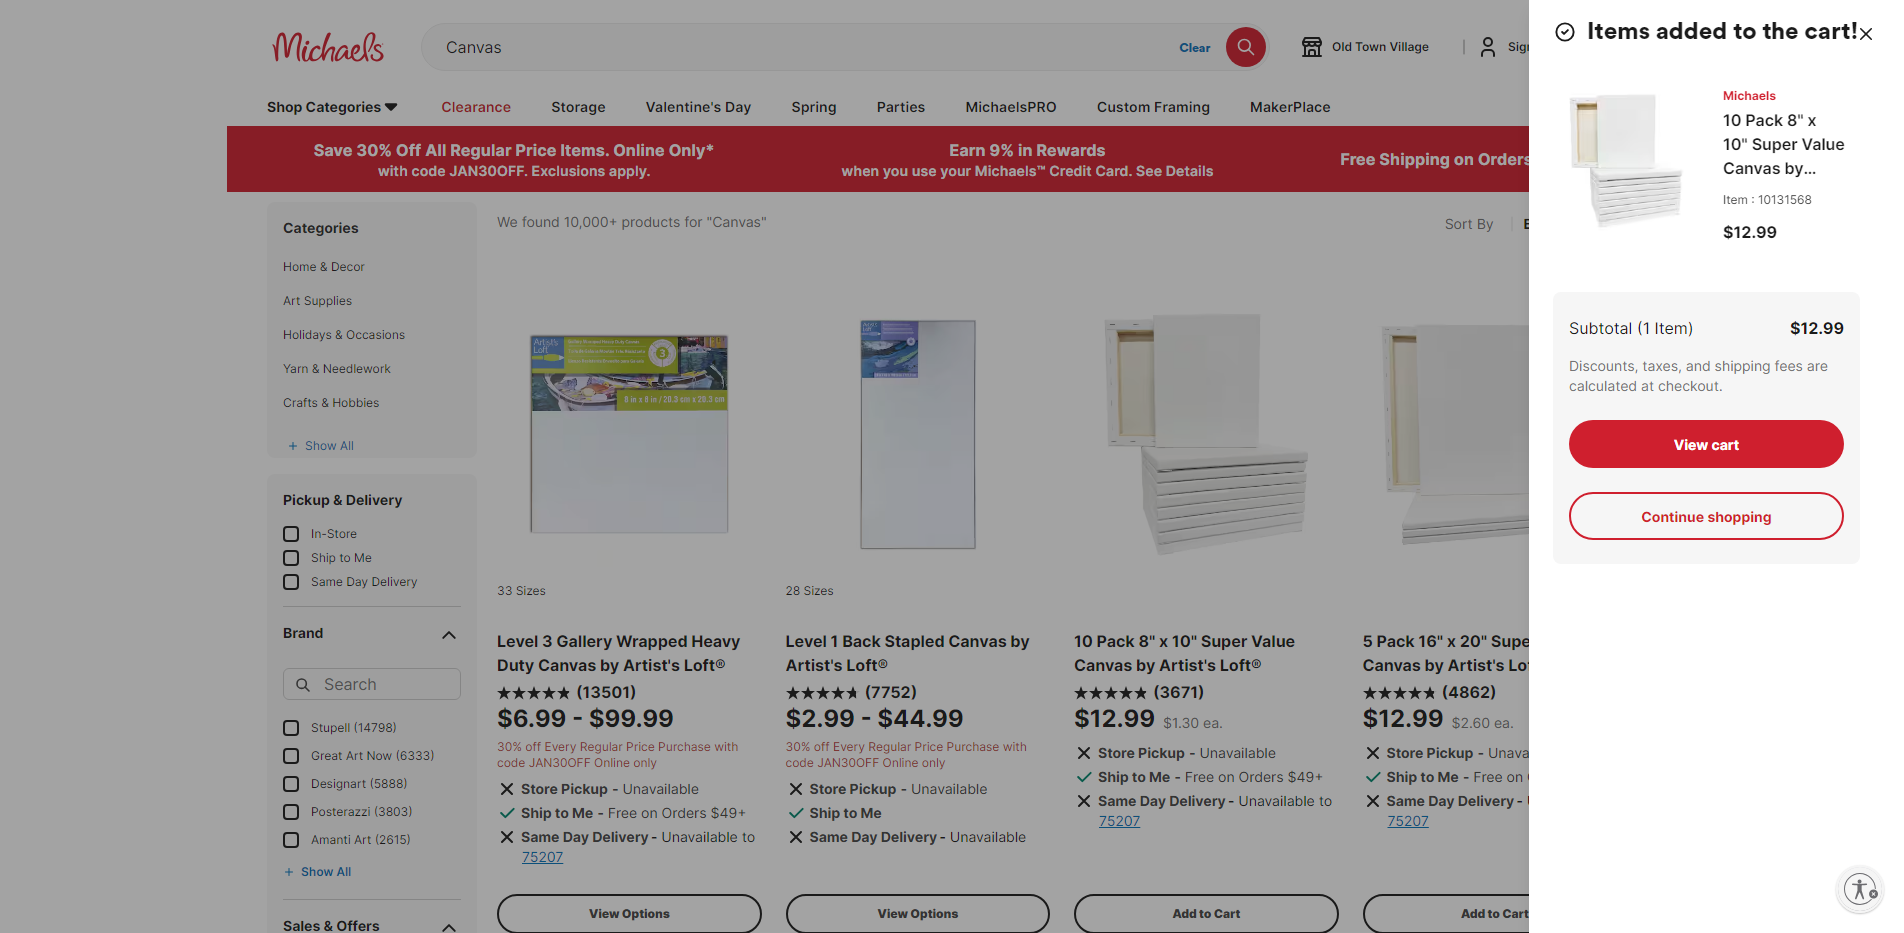 Michaels
Canvas
Clear
Old Town Village
Shop Categories
Clearance
Storage
Valentine's Day
Spring
Parties
MichaelsPRO
Custom Framing
MakerPlace
Save 30% Off All Regular Price Items. Online Only*
with code JAN30OFF. Exclusions apply.
Earn 9% in Rewards
when you use your Michaels™ Credit Card. See Details
Free Shipping on Orders
Categories
Home & Decor
Art Supplies
Holidays & Occasions
Yarn & Needlework
Crafts & Hobbies
+ Show All
Pickup & Delivery
In-Store
Ship to Me
Same Day Delivery
Brand
Search
Stupell (14798)
Great Art Now (6333)
Designart (5888)
Posterazzi (3803)
Amanti Art (2615)
+ Show All
Sales & Offers
We found 10,000+ products for "Canvas"
Sort By
Artist's
Loft
3
8 in x 8 in / 20.3 cm x 20.3 cm
33 Sizes
Level 3 Gallery Wrapped Heavy
Duty Canvas by Artist's Loft®
(13501)
$6.99 - $99.99
30% off Every Regular Price Purchase with
code JAN30OFF Online only
Store Pickup - Unavailable
Ship to Me - Free on Orders $49+
Same Day Delivery - Unavailable to
75207
View Options
28 Sizes
Level 1 Back Stapled Canvas by
Artist's Loft®
(7752)
$2.99 - $44.99
30% off Every Regular Price Purchase with
code JAN30OFF Online only
Store Pickup - Unavailable
Ship to Me
Same Day Delivery - Unavailable
View Options
10 Pack 8" x 10" Super Value
Canvas by Artist's Loft®
(3671)
$12.99 $1.30 ea.
Store Pickup - Unavailable
Ship to Me - Free on Orders $49+
Same Day Delivery - Unavailable to
75207
Add to Cart
5 Pack 16" x 20" Supe
Canvas by Artist's Lo
(4862)
$12.99 $2.60 ea.
Store Pickup - Unava
Ship to Me - Free on
Same Day Delivery -
75207
Add to Cart
Items added to the cart!
Michaels
10 Pack 8" x
10" Super Value
Canvas by...
Item : 10131568
$12.99
Subtotal (1 Item) $12.99
Discounts, taxes, and shipping fees are
calculated at checkout.
View cart
Continue shopping